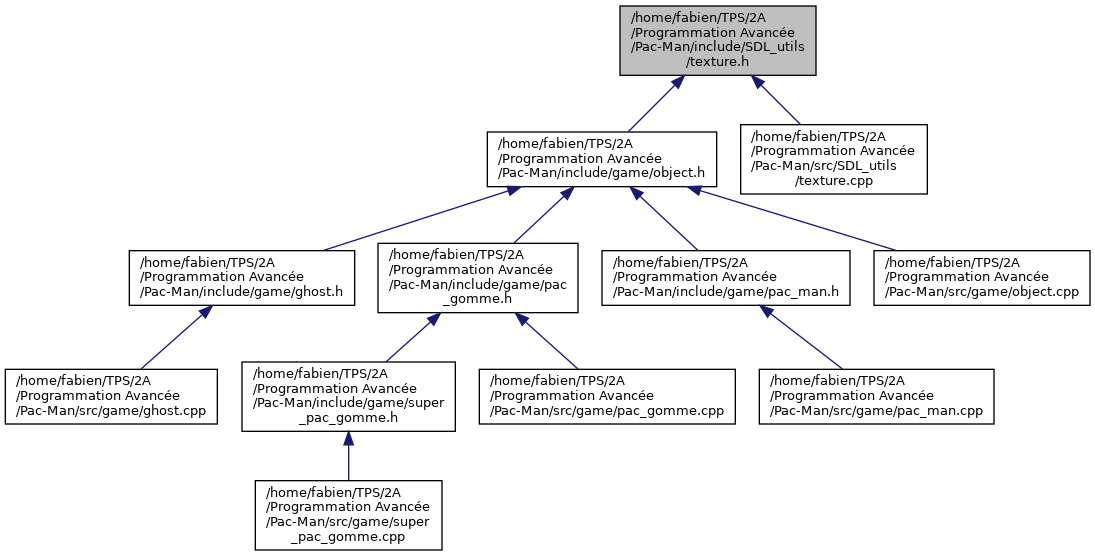 /home/fabien/TPS/2A
/Programmation Avancée
/Pac-Man/include/SDL_utils
/texture.h
/home/fabien/TPS/2A
/Programmation Avancée
/Pac-Man/include/game/object.h
/home/fabien/TPS/2A
/Programmation Avancée
/Pac-Man/src/SDL_utils
/texture.cpp
/home/fabien/TPS/2A
/Programmation Avancée
/Pac-Man/include/game/ghost.h
/home/fabien/TPS/2A
/Programmation Avancée
/Pac-Man/include/game/pac
_gomme.h
/home/fabien/TPS/2A
/Programmation Avancée
/Pac-Man/include/game/pac_man.h
/home/fabien/TPS/2A
/Programmation Avancée
/Pac-Man/src/game/object.cpp
/home/fabien/TPS/2A
/Programmation Avancée
/Pac-Man/src/game/ghost.cpp
/home/fabien/TPS/2A
/Programmation Avancée
/Pac-Man/include/game/super
_pac_gomme.h
/home/fabien/TPS/2A
/Programmation Avancée
/Pac-Man/src/game/pac_gomme.cpp
/home/fabien/TPS/2A
/Programmation Avancée
/Pac-Man/src/game/pac_man.cpp
/home/fabien/TPS/2A
/Programmation Avancée
/Pac-Man/src/game/super
_pac_gomme.cpp